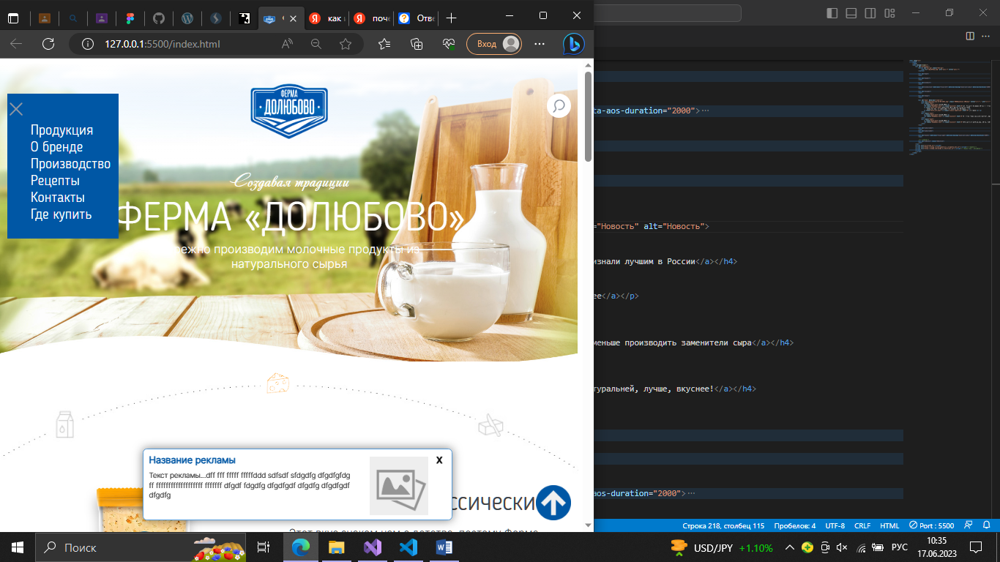 как
поче
Отве
127.0.0.1:5500/index.html
Вход
ФЕРМА
ДОЛЮБОВО
Продукция
О бренде
Производство
Рецепты
Контакты
Где купить
Создавая традиции
ФЕРМА «ДОЛЮБОВО»
режно производим молочные продукты из
натурального сырья
Название рекламы
X
Текст рекламы...dff fff fffff fffffddd sdfsdf sfdgdfg dfgdfgfdg
ff fffffffffffffffffff fffffff dfgdf fdgdfg dfgdfgdf dfgdfg dfgdfgdf
dfgdfg
ссически
Этот вкус знаком нам с детства, поэтому Ферма
ta-aos-duration="2000">
="Новость" alt="Новость">
изнали лучшим в России</a></h4>
ее</a></p>
меньше производить заменители сыра</a></h4>
туральней, лучше, вкуснее!</a></h4>
aos-duration="2000">
Строка 218, столбец 115 Пробелов: 4 UTF-8 CRLF HTML Port : 5500
Поиск
USD/JPY +1.10%
РУС
10:35
17.06.2023